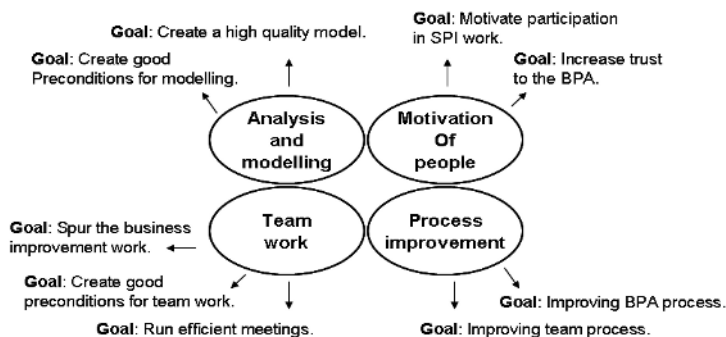 Goal: Motivate participation
in SPI work.
Goal: Create a high quality model.
Goal: Create good
Preconditions for modelling.
Goal: Increase trust
to the BPA.
Analysis
and
modelling
Motivation
Of
people
Team
work
Process
improvement
Goal: Spur the business
improvement work.
Goal: Create good
preconditions for team work.
Goal: Run efficient meetings.
Goal: Improving BPA process.
Goal: Improving team process.